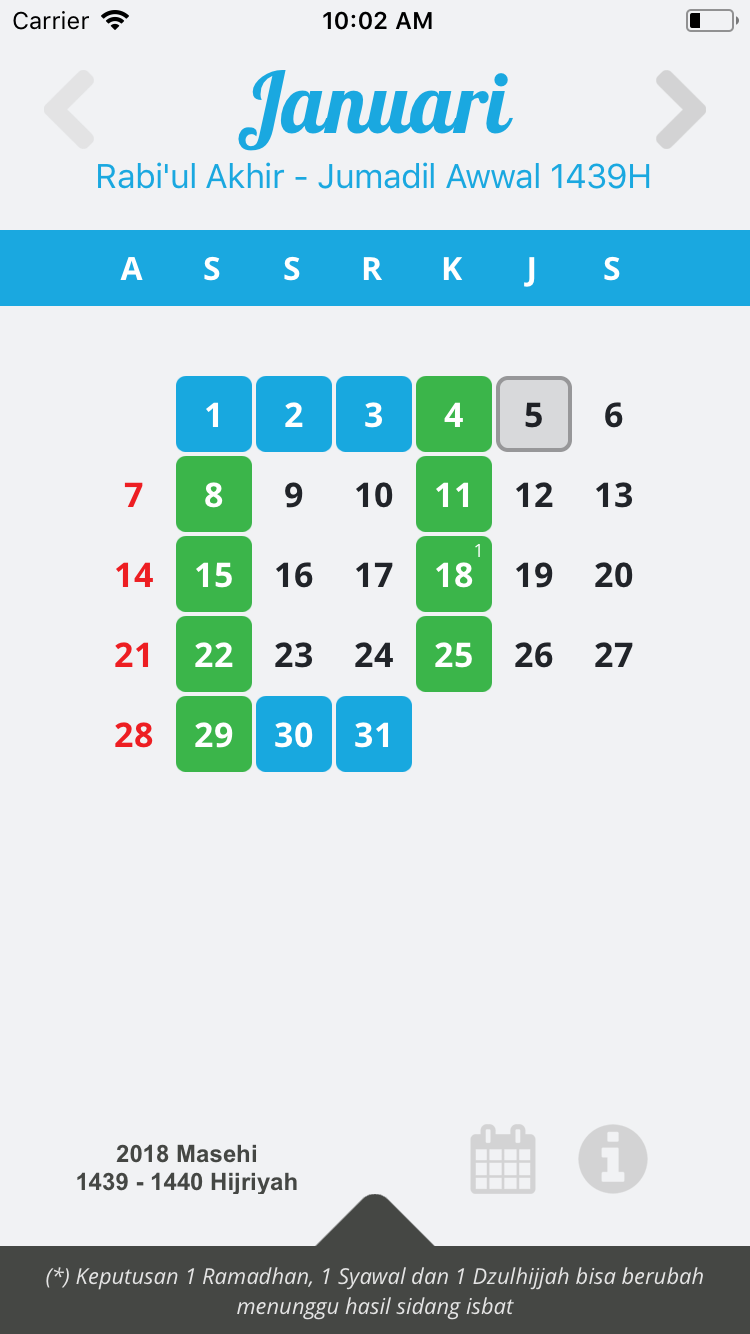 Carrier 10:02 AM
Januari
Rabi'ul Akhir - Jumadil Awwal 1439H
A S S R K J S
1 2 3 4 5 6
7 8 9 10 11 12 13
14 15 16 17 18 1 19 20
21 22 23 24 25 26 27
28 29 30 31
2018 Masehi
1439 - 1440 Hijriyah
(*) Keputusan 1 Ramadhan, 1 Syawal dan 1 Dzulhijjah bisa berubah
menunggu hasil sidang isbat